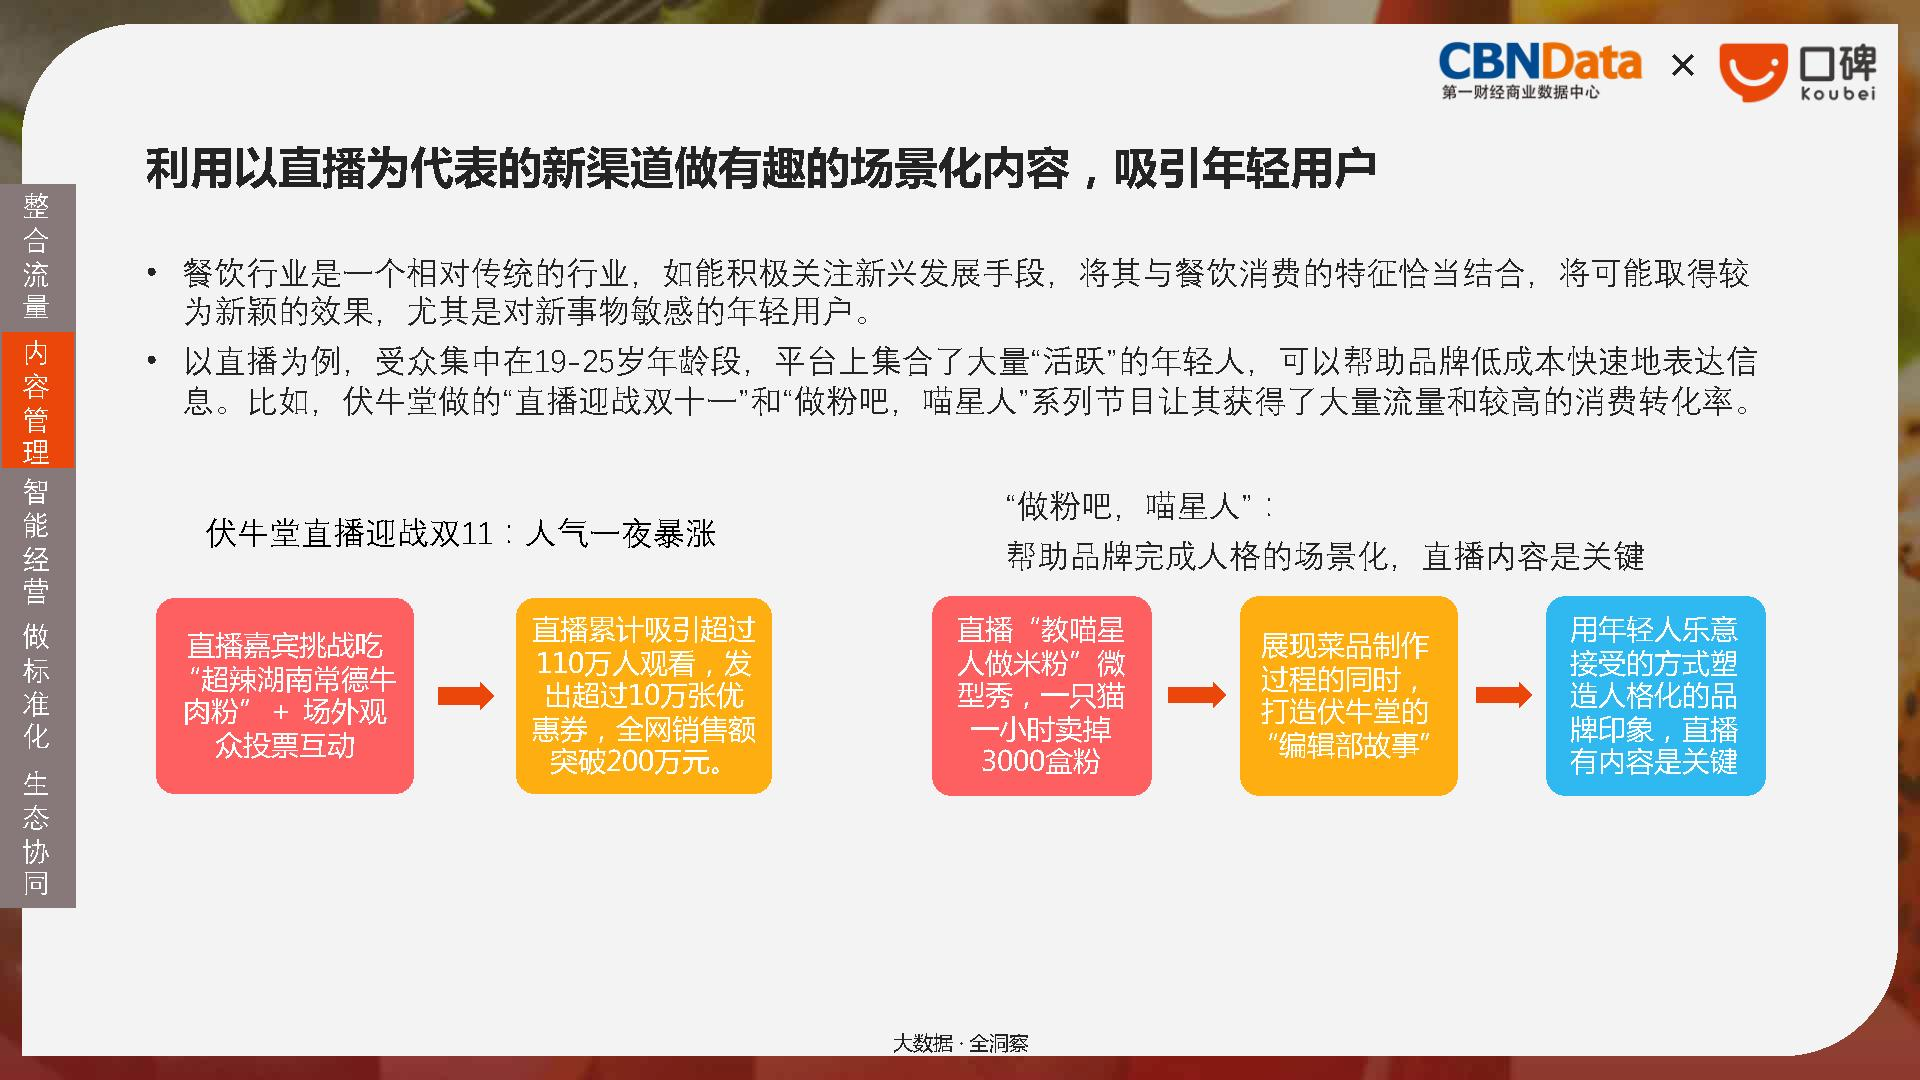 CBNData
第一财经商业数据中心
×
口碑
Koubei
利用以直播为代表的新渠道做有趣的场景化内容，吸引年轻用户
整合流量
内容管理
智能经营
做标准化
生态协同
• 餐饮行业是一个相对传统的行业，如能积极关注新兴发展手段，将其与餐饮消费的特征恰当结合，将可能取得较
为新颖的效果，尤其是对新事物敏感的年轻用户。
• 以直播为例，受众集中在19-25岁年龄段，平台上集合了大量“活跃”的年轻人，可以帮助品牌低成本快速地表达信
息。比如，伏牛堂做的“直播迎战双十一”和“做粉吧，喵星人”系列节目让其获得了大量流量和较高的消费转化率。
伏牛堂直播迎战双11：人气一夜暴涨
直播嘉宾挑战吃
“超辣湖南常德牛
肉粉” + 场外观
众投票互动
直播累计吸引超过
110万人观看，发
出超过10万张优
惠券，全网销售额
突破200万元。
“做粉吧，喵星人”：
帮助品牌完成人格的场景化，直播内容是关键
直播“教喵星
人做米粉”微
型秀，一只猫
一小时卖掉
3000盒粉
展现菜品制作
过程的同时，
打造伏牛堂的
“编辑部故事”
用年轻人乐意
接受的方式塑
造人格化的品
牌印象，直播
有内容是关键
大数据·全洞察